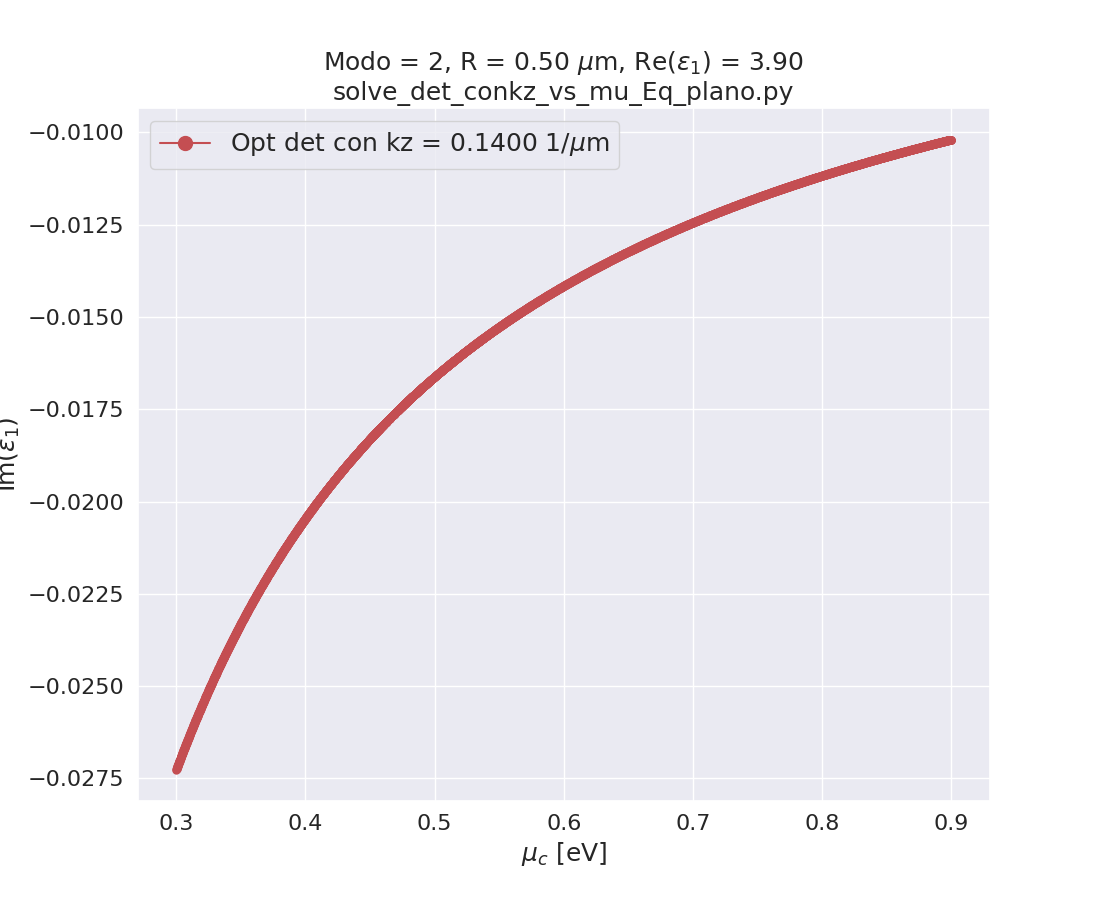 Modo = 2, R = 0.50 μm, Re(ε₁) = 3.90
solve_det_conkz_vs_mu_Eq_plano.py
Opt det con kz = 0.1400 1/μm
−0.0100
−0.0125
−0.0150
−0.0175
−0.0200
−0.0225
−0.0250
−0.0275
Im(ε₁)
0.3 0.4 0.5 0.6 0.7 0.8 0.9
μ_c [eV]